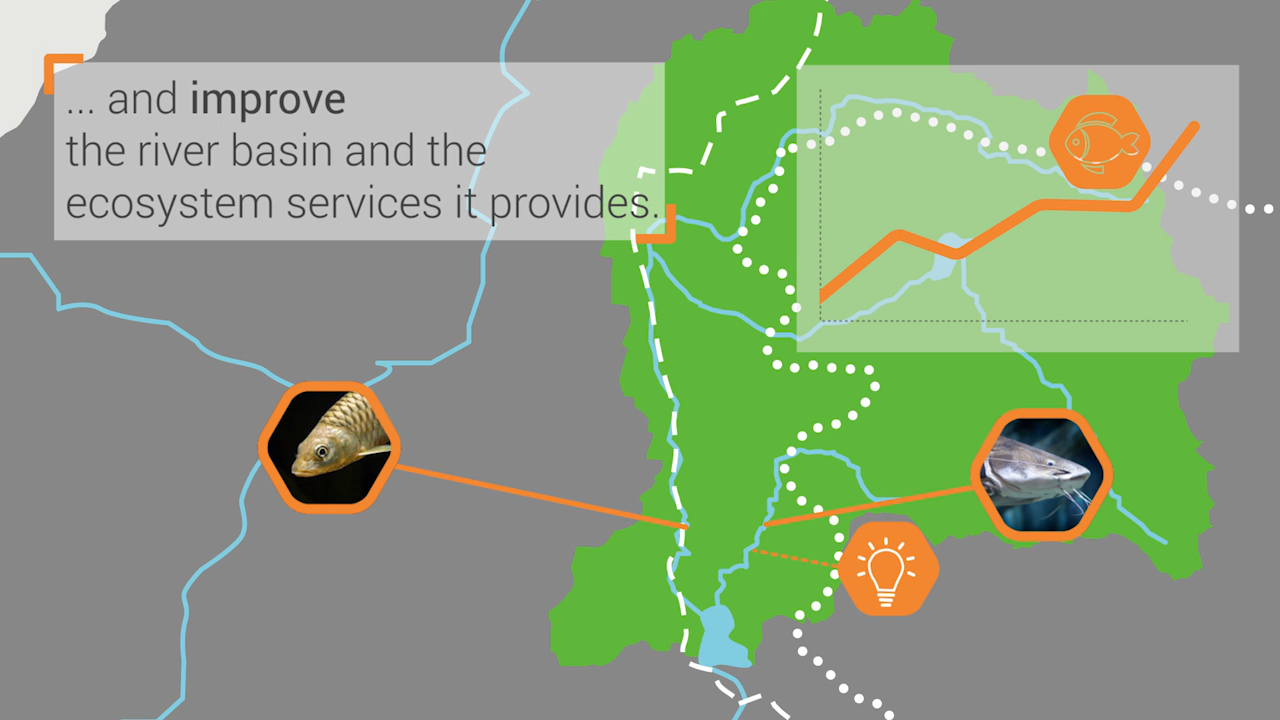 ... and improve
the river basin and the
ecosystem services it provides.